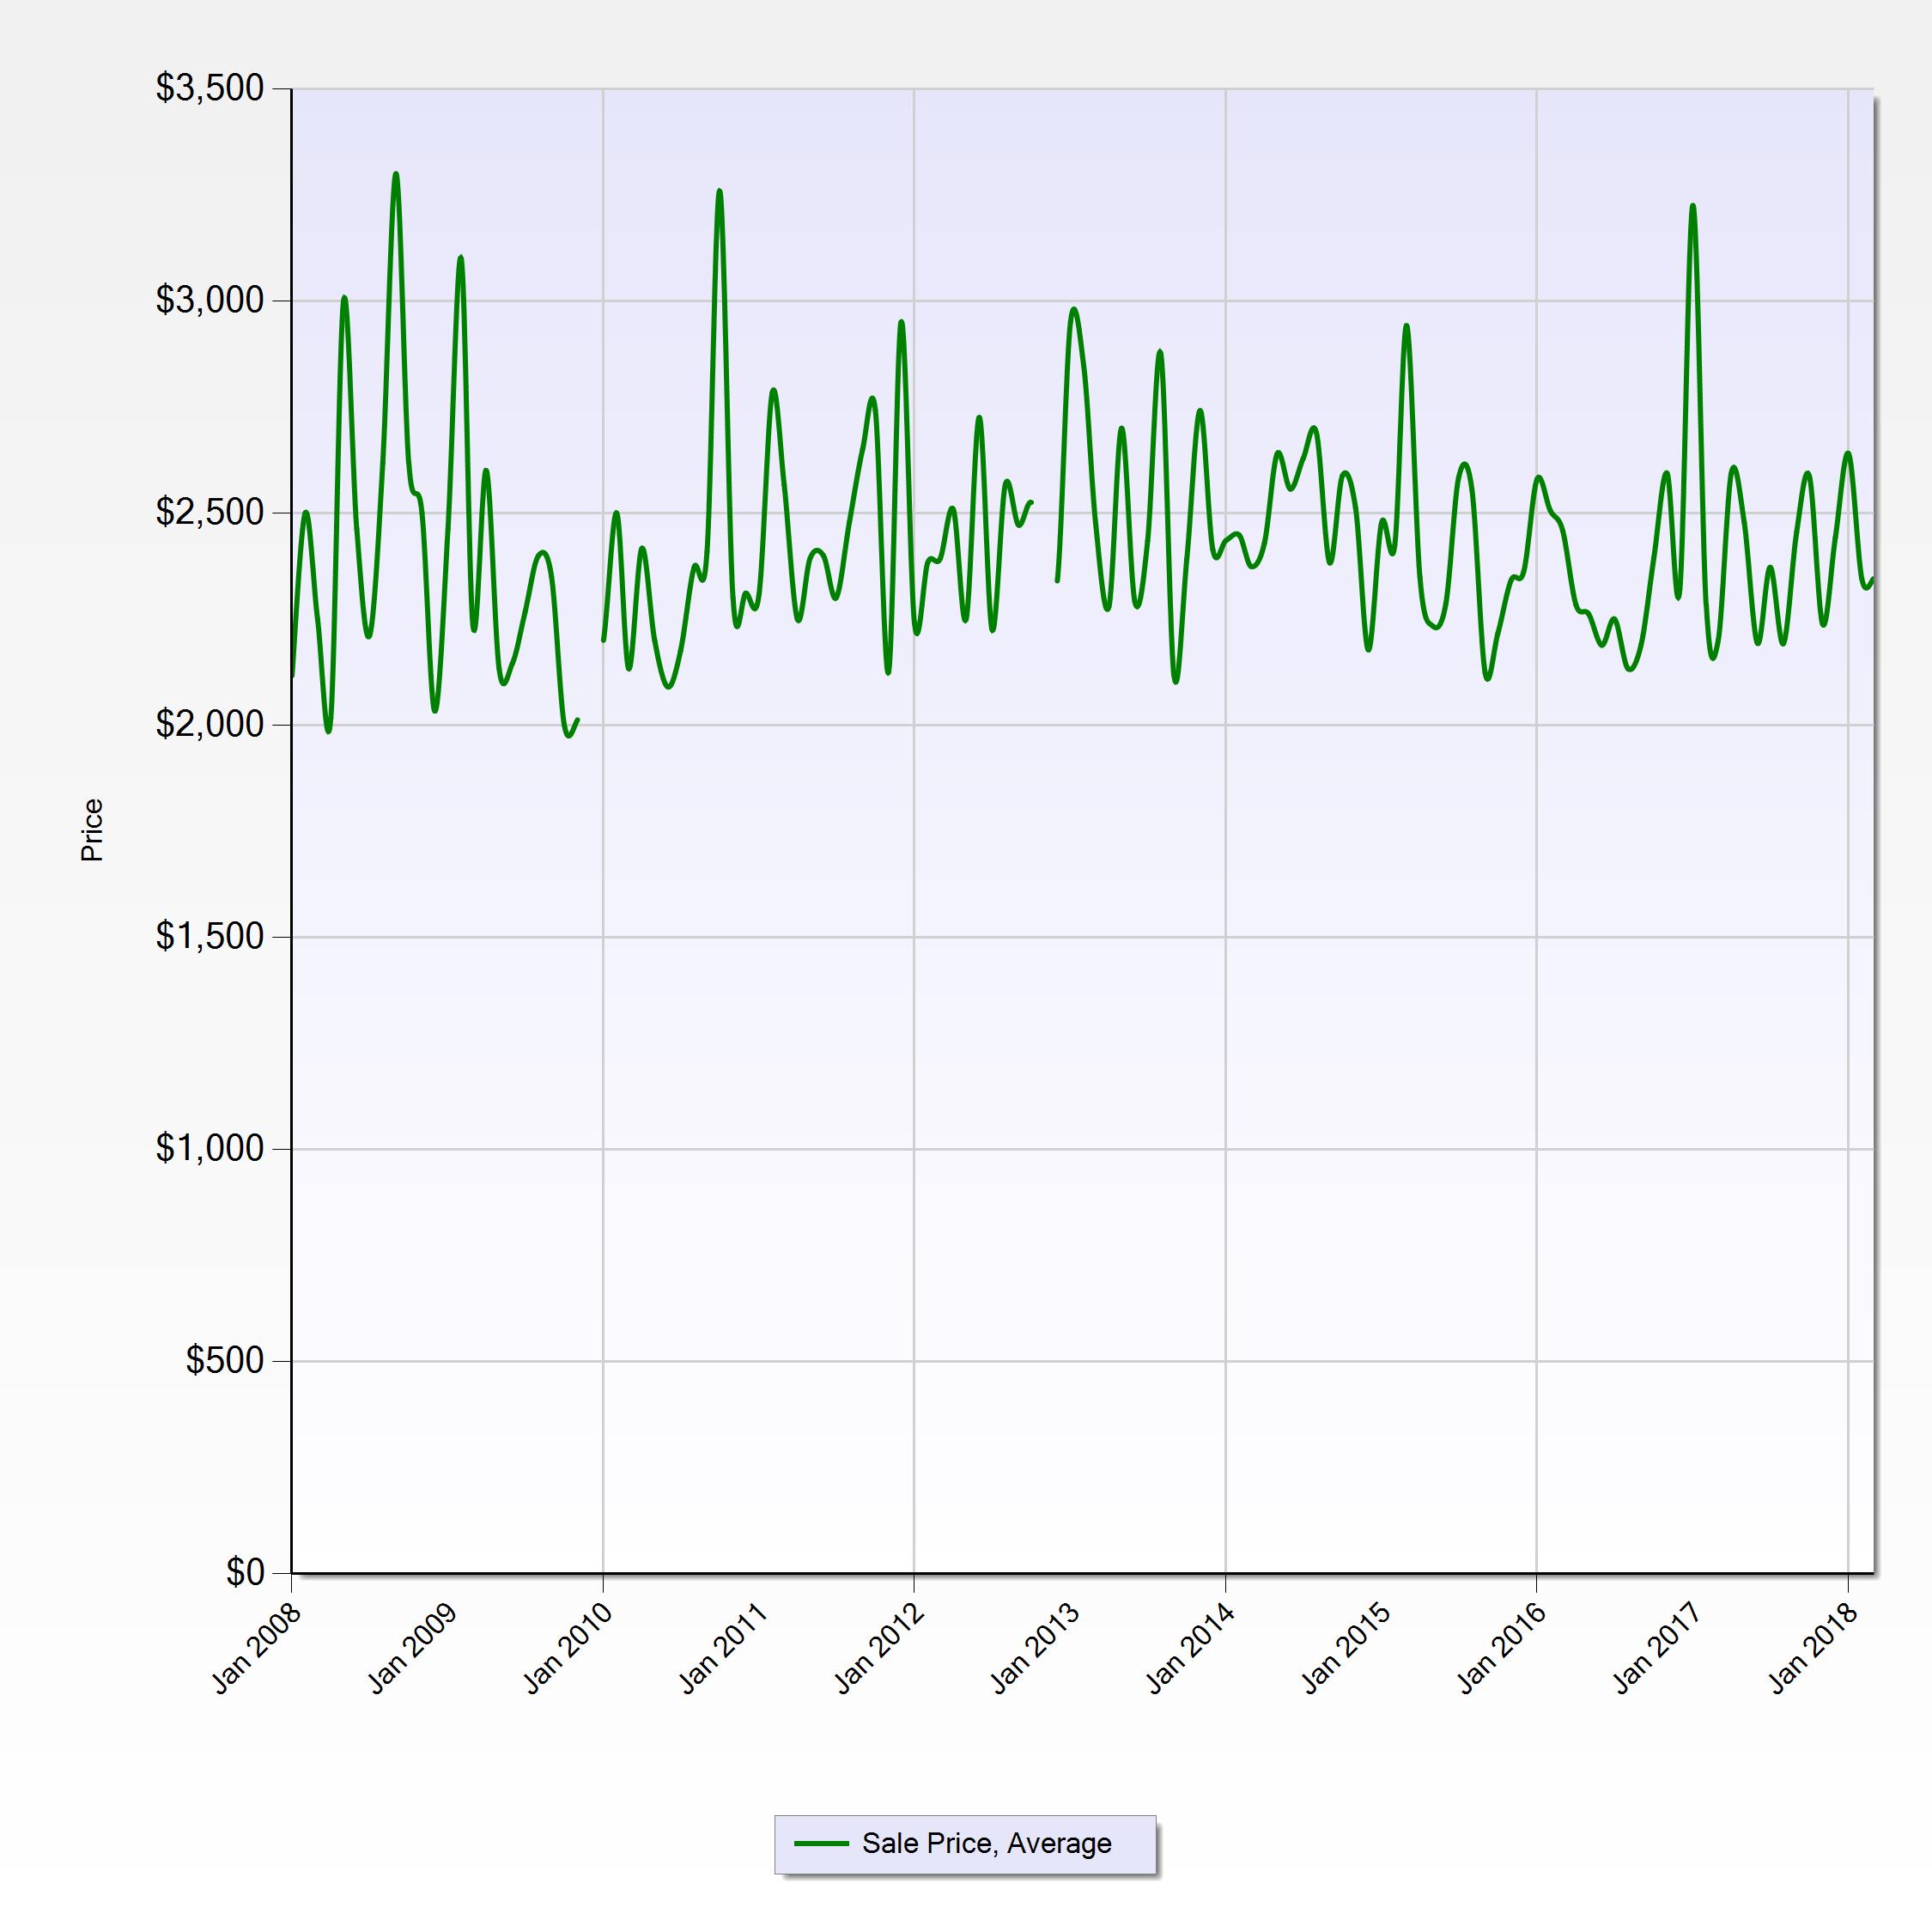 $3,500
$3,000
$2,500
$2,000
$1,500
$1,000
$500
$0
Price
Jan 2008
Jan 2009
Jan 2010
Jan 2011
Jan 2012
Jan 2013
Jan 2014
Jan 2015
Jan 2016
Jan 2017
Jan 2018
Sale Price, Average